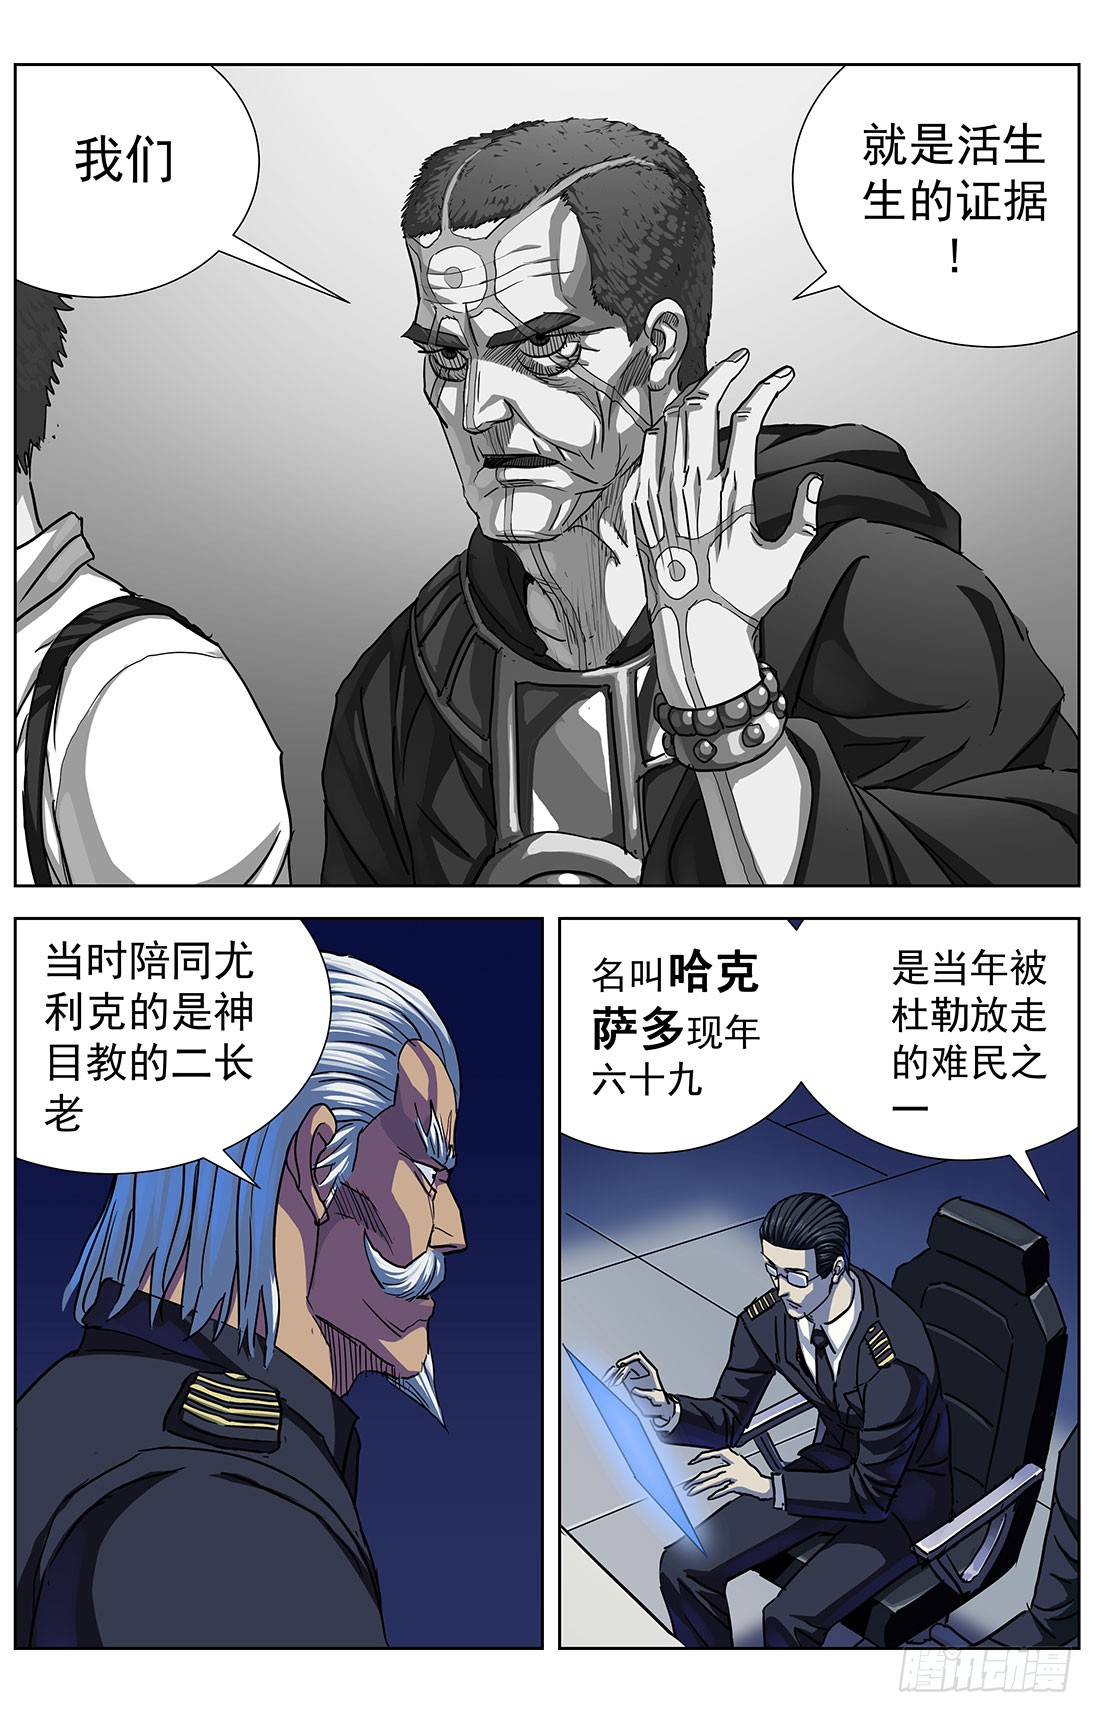 我们
就是活生
生的证据
！
当时陪同尤
利克的是神
目教的二长
老
名叫哈克
萨多现年
六十九
是当年被
杜勒放走
的难民之
一
腾讯动漫